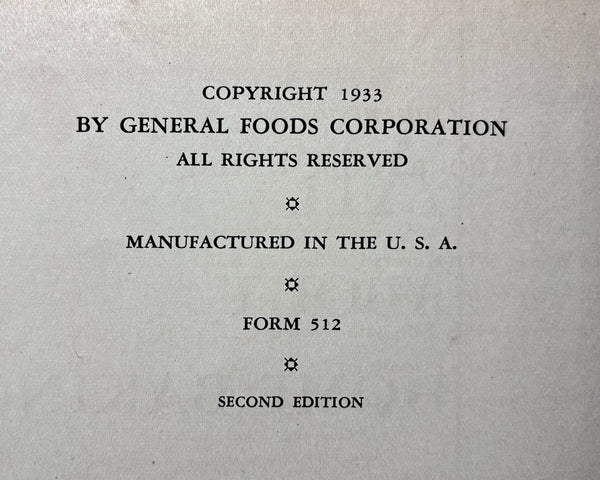 COPYRIGHT 1933
BY GENERAL FOODS CORPORATION
ALL RIGHTS RESERVED
MANUFACTURED IN THE U. S. A.
FORM 512
SECOND EDITION